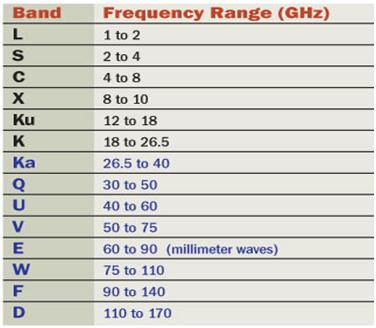 Band Frequency Range (GHz)
L 1 to 2
S 2 to 4
C 4 to 8
X 8 to 10
Ku 12 to 18
K 18 to 26.5
Ka 26.5 to 40
Q 30 to 50
U 40 to 60
V 50 to 75
E 60 to 90 (millimeter waves)
W 75 to 110
F 90 to 140
D 110 to 170